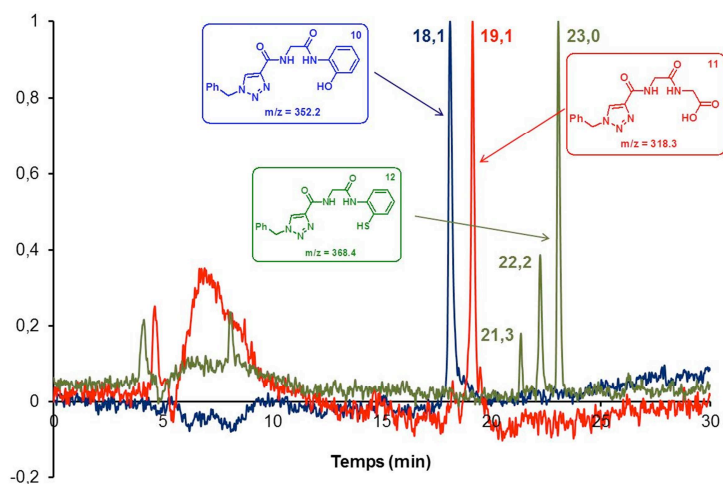 1
0,8
0,6
0,4
0,2
0
-0,2
0
5
10
15
20
25
30
Temps (min)
18,1
19,1
23,0
22,2
21,3
10
O
O
NH
HN
HO
Ph
N
N
N
m/z = 352.2
11
O
O
NH
NH
O
HO
Ph
N
N
N
m/z = 318.3
12
O
O
NH
HN
HS
Ph
N
N
N
m/z = 368.4